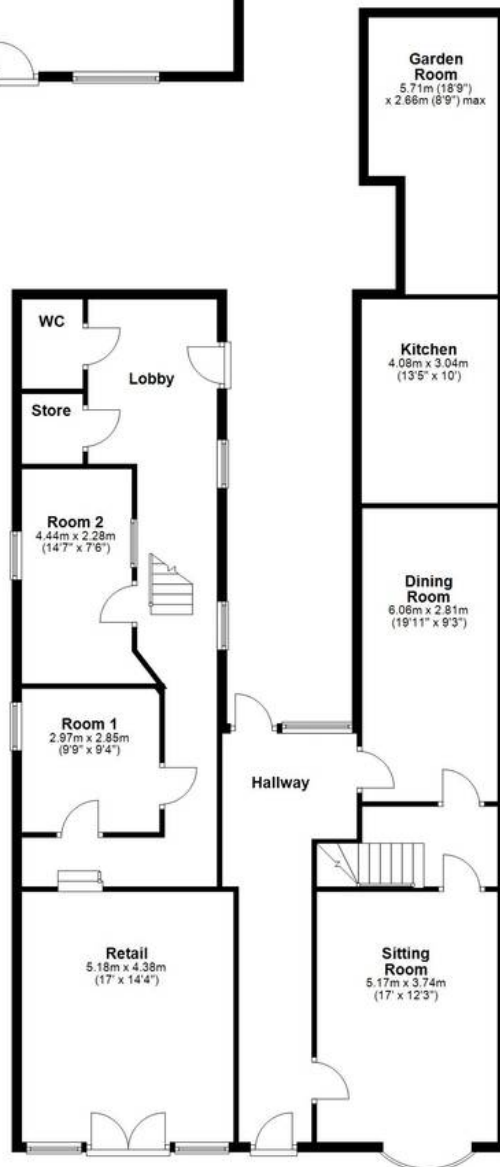 Garden
Room
5.71m (18'9")
x 2.66m (8'9") max
WC
Lobby
Kitchen
4.08m x 3.04m
(13'5" x 10')
Store
Room 2
4.44m x 2.28m
(14'7" x 7'6")
Dining
Room
6.06m x 2.81m
(19'11" x 9'3")
Room 1
2.97m x 2.85m
(9'9" x 9'4")
Hallway
Retail
5.18m x 4.38m
(17' x 14'4")
Sitting
Room
5.17m x 3.74m
(17' x 12'3")